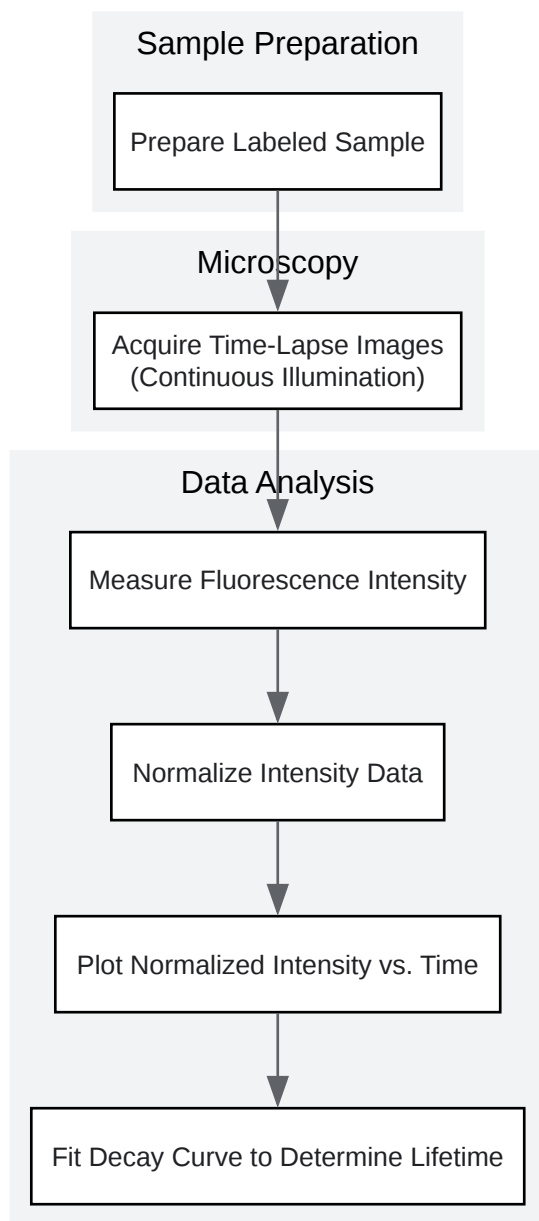 Sample Preparation
Prepare Labeled Sample
Microscopy
Acquire Time-Lapse Images
(Continuous Illumination)
Data Analysis
Measure Fluorescence Intensity
Normalize Intensity Data
Plot Normalized Intensity vs. Time
Fit Decay Curve to Determine Lifetime